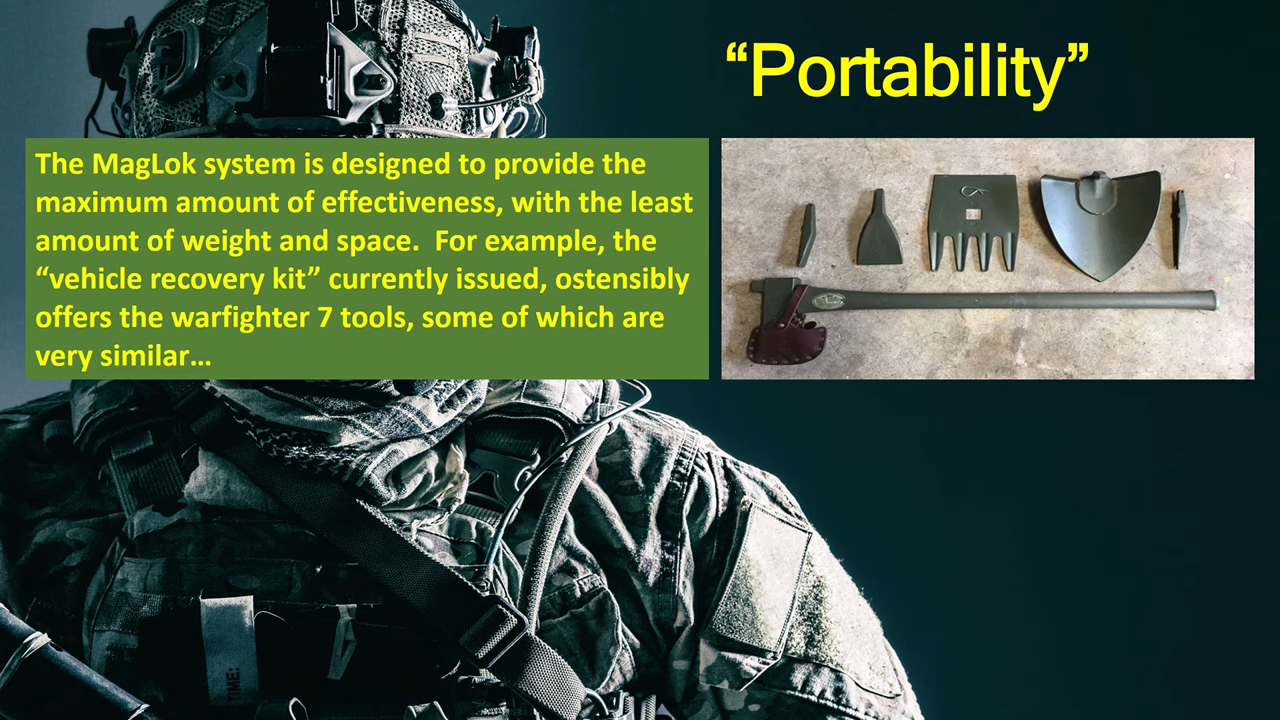 “Portability”
The MagLok system is designed to provide the
maximum amount of effectiveness, with the least
amount of weight and space.  For example, the
“vehicle recovery kit” currently issued, ostensibly
offers the warfighter 7 tools, some of which are
very similar…
TIME: